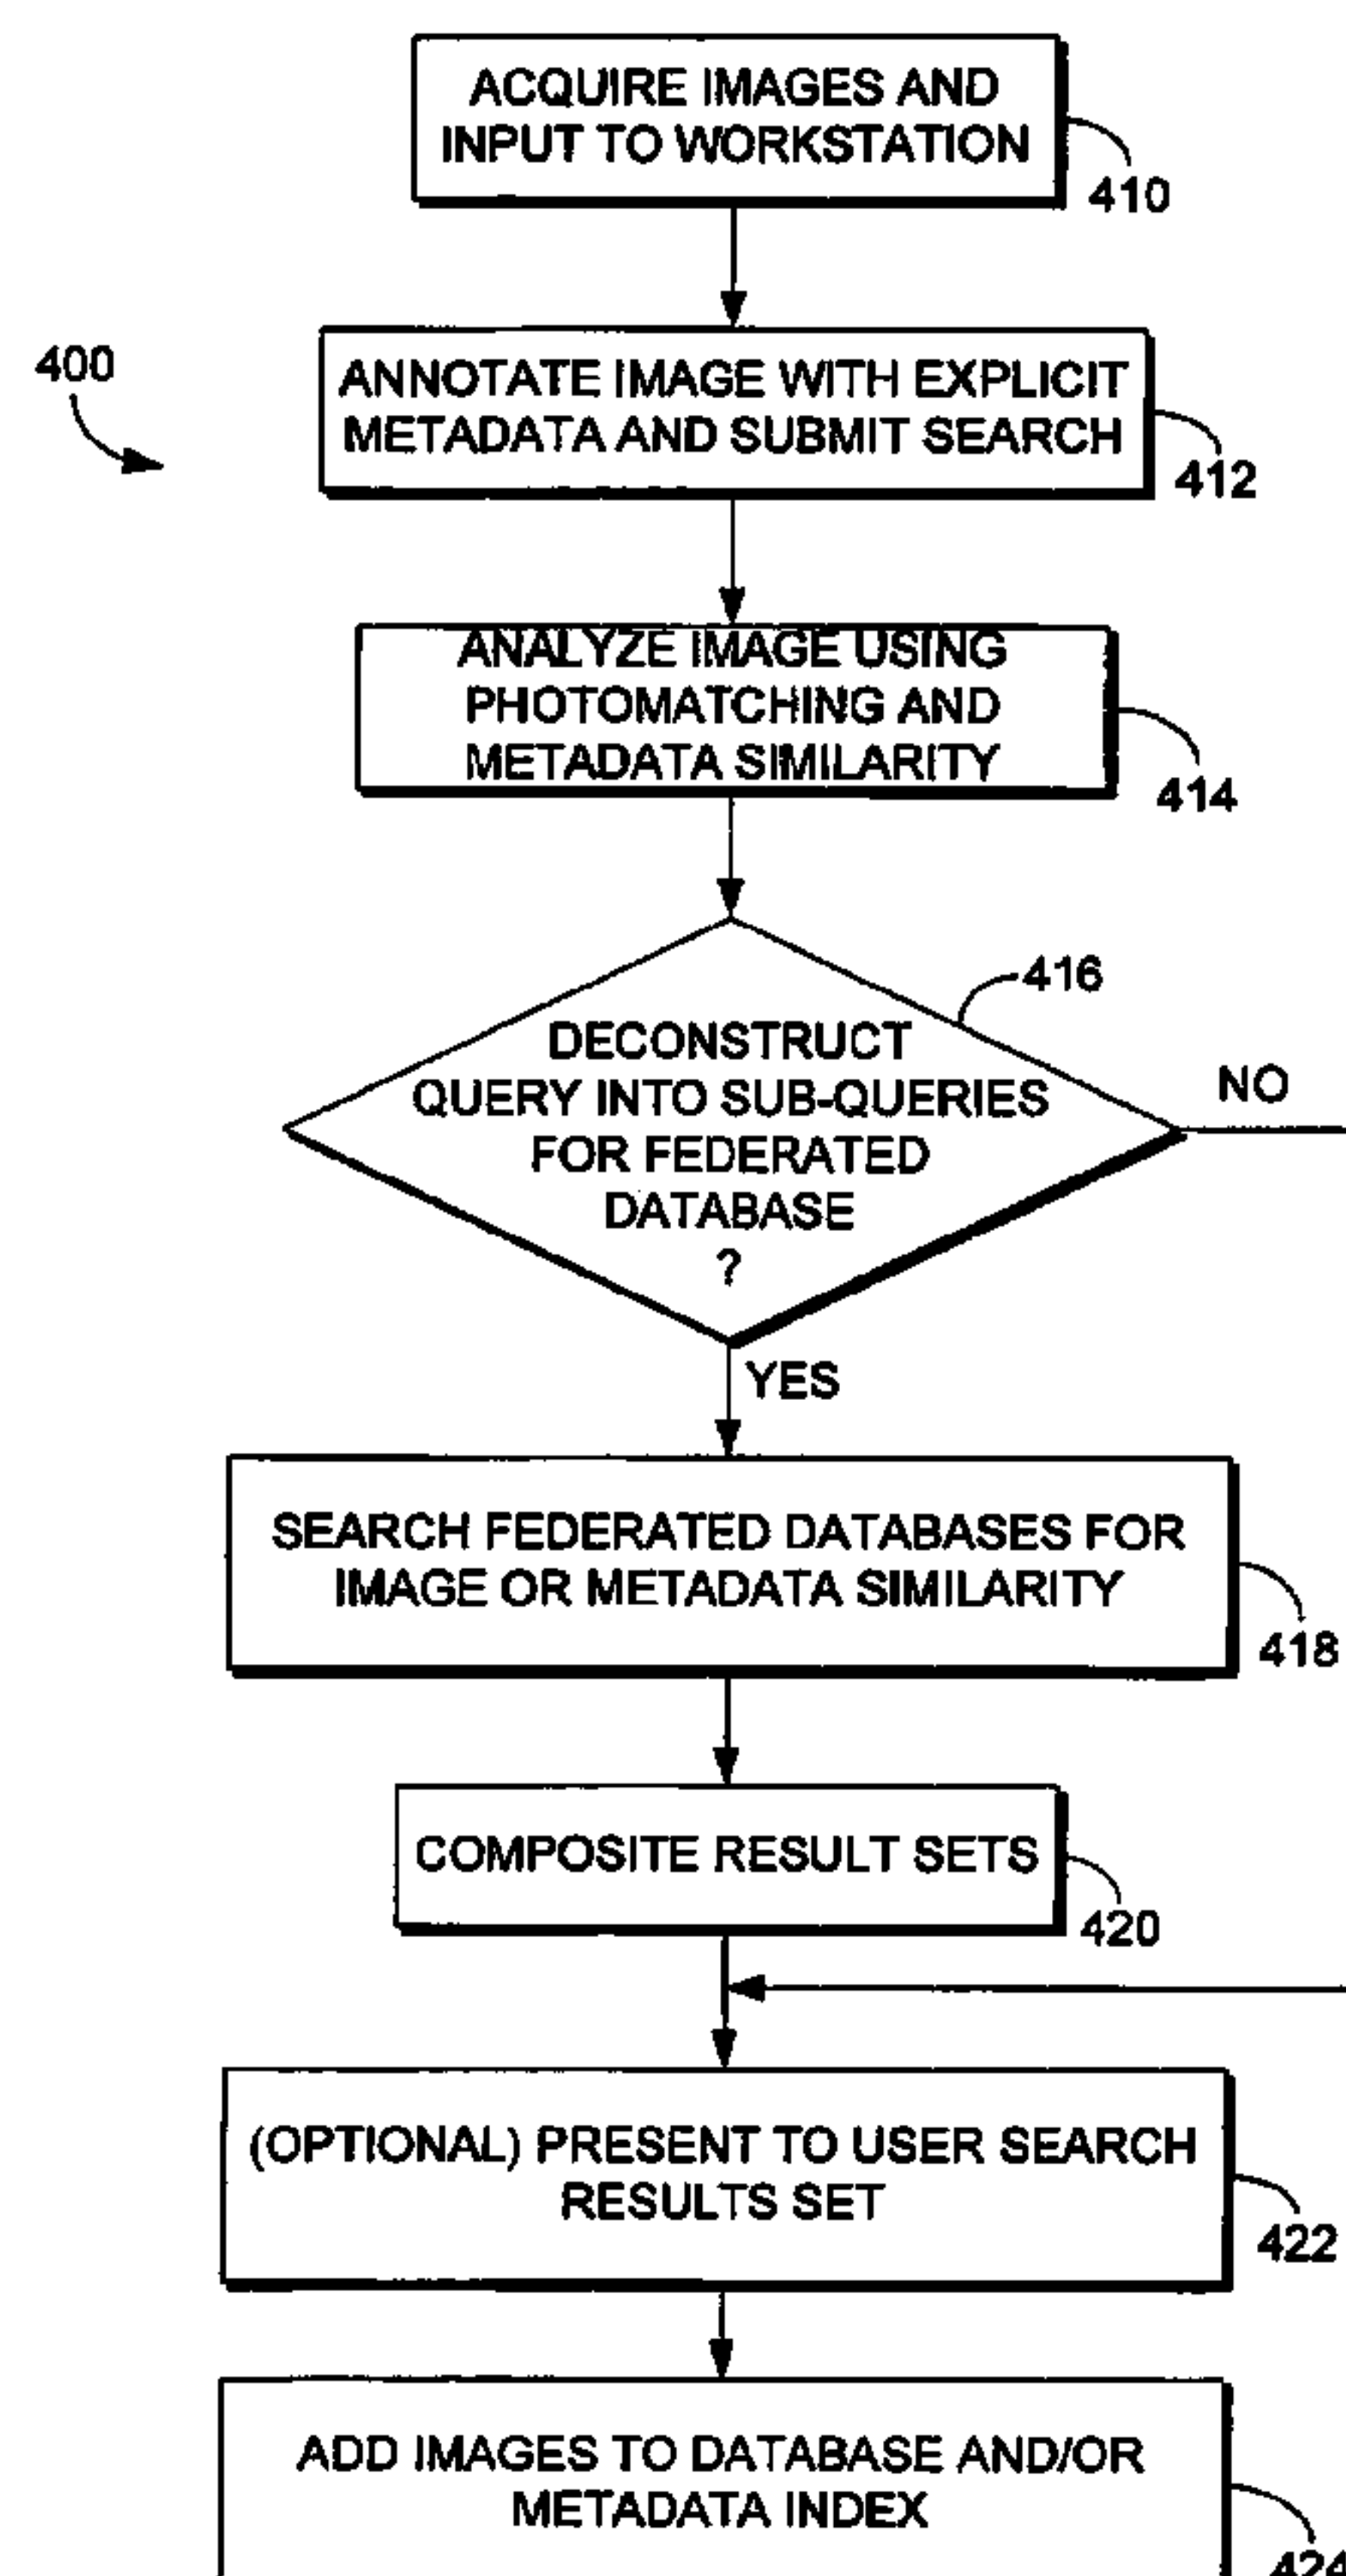 ACQUIRE IMAGES AND
INPUT TO WORKSTATION
410
400
ANNOTATE IMAGE WITH EXPLICIT
METADATA AND SUBMIT SEARCH
412
ANALYZE IMAGE USING
PHOTOMATCHING AND
METADATA SIMILARITY
414
416
DECONSTRUCT
QUERY INTO SUB-QUERIES
FOR FEDERATED
DATABASE
?
NO
YES
SEARCH FEDERATED DATABASES FOR
IMAGE OR METADATA SIMILARITY
418
COMPOSITE RESULT SETS
420
(OPTIONAL) PRESENT TO USER SEARCH
RESULTS SET
422
ADD IMAGES TO DATABASE AND/OR
METADATA INDEX
424